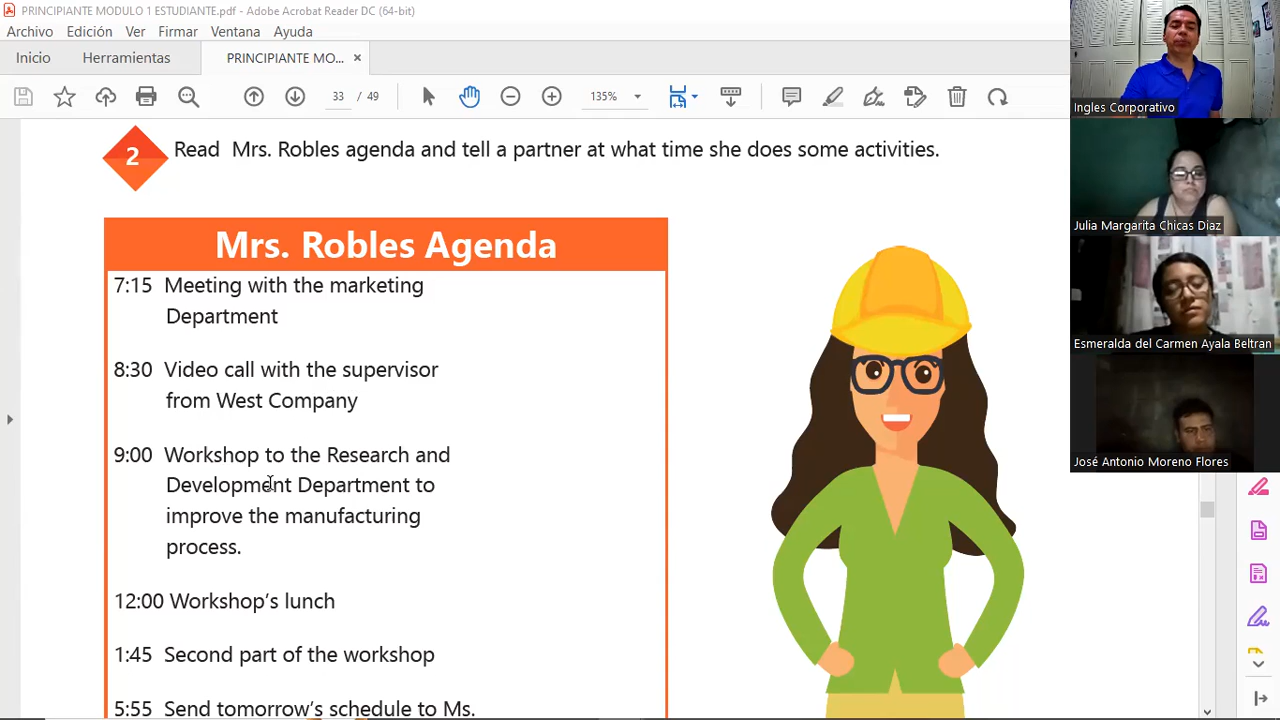 PRINCIPIANTE MODULO 1 ESTUDIANTE.pdf - Adobe Acrobat Reader DC (64-bit)
Archivo Edición Ver Firmar Ventana Ayuda
Inicio Herramientas PRINCIPIANTE MO... ×
33 / 49 135%
2 Read Mrs. Robles agenda and tell a partner at what time she does some activities.
Mrs. Robles Agenda
7:15 Meeting with the marketing
Department
8:30 Video call with the supervisor
from West Company
9:00 Workshop to the Research and
Development Department to
improve the manufacturing
process.
12:00 Workshop's lunch
1:45 Second part of the workshop
5:55 Send tomorrow's schedule to Ms.
Ingles Corporativo
Julia Margarita Chicas Diaz
Esmeralda del Carmen Ayala Beltran
José Antonio Moreno Flores